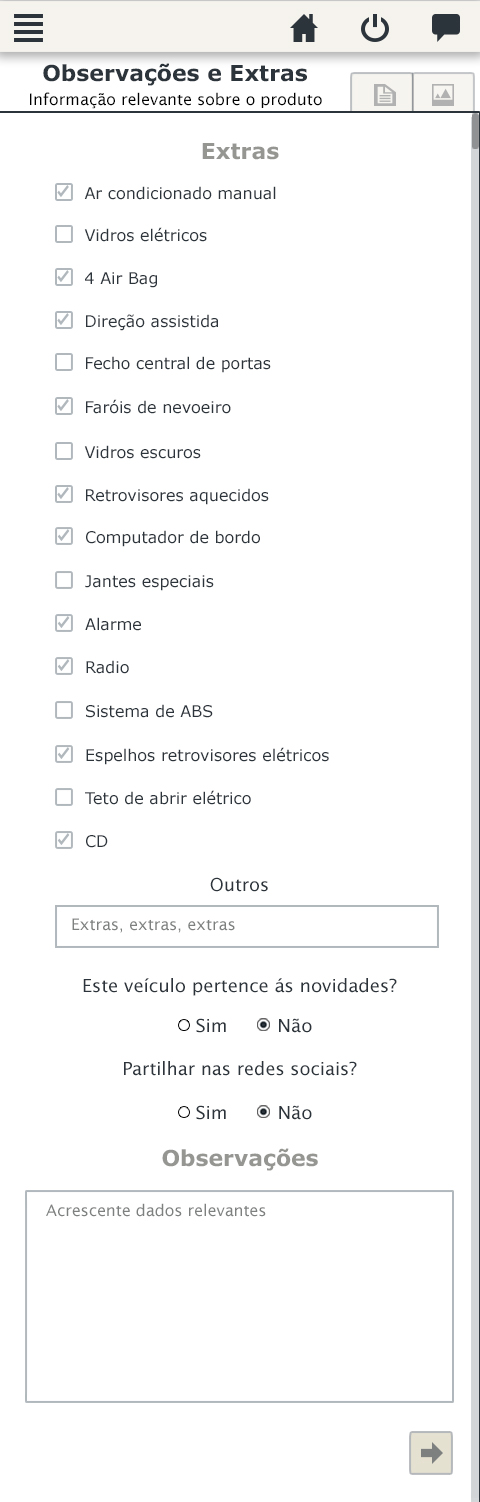 Observações e Extras
Informação relevante sobre o produto
Extras
Ar condicionado manual
Vidros elétricos
4 Air Bag
Direção assistida
Fecho central de portas
Faróis de nevoeiro
Vidros escuros
Retrovisores aquecidos
Computador de bordo
Jantes especiais
Alarme
Radio
Sistema de ABS
Espelhos retrovisores elétricos
Teto de abrir elétrico
CD
Outros
Extras, extras, extras
Este veículo pertence ás novidades?
Sim Não
Partilhar nas redes sociais?
Sim Não
Observações
Acrescente dados relevantes